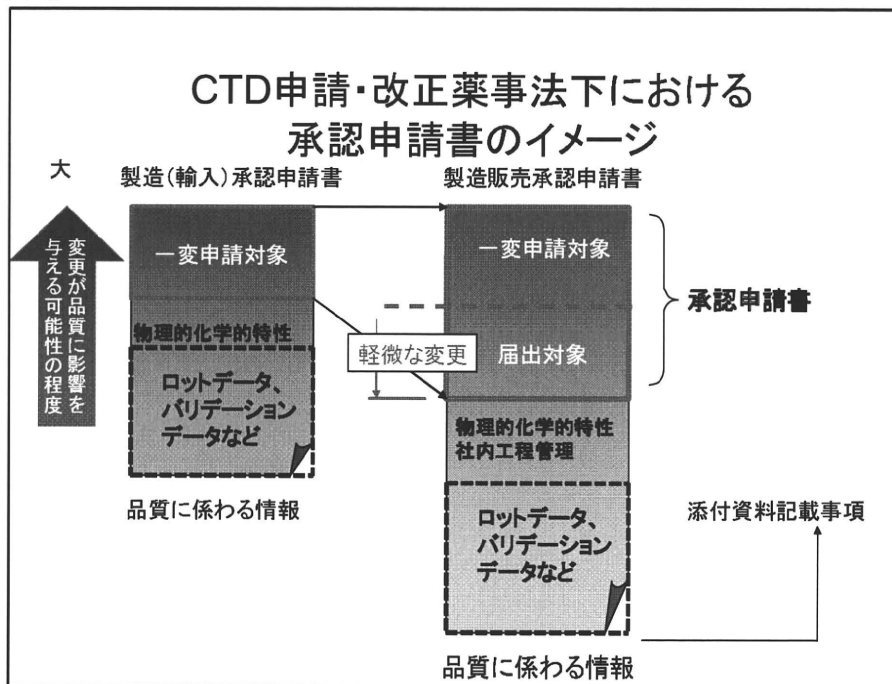 CTD申請・改正薬事法下における
承認申請書のイメージ
大
製造(輸入)承認申請書
製造販売承認申請書
変更が品質に影響を
与える可能性の程度
一変申請対象
物理的化学的特性
ロットデータ、
バリデーション
データなど
品質に係わる情報
軽微な変更
一変申請対象
届出対象
承認申請書
物理的化学的特性
社内工程管理
ロットデータ、
バリデーション
データなど
添付資料記載事項
品質に係わる情報